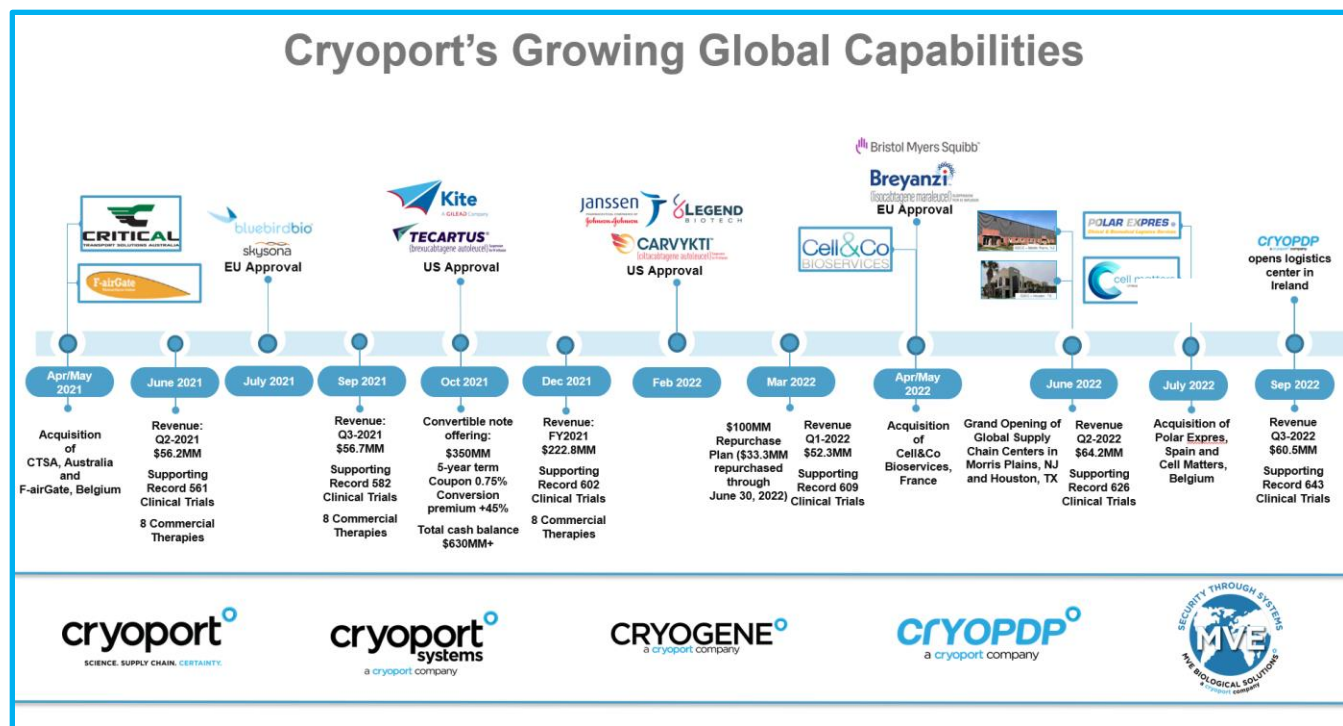 Cryoport's Growing Global Capabilities
CRITICAL
TRANSPORT SOLUTIONS AUSTRALIA
F-airGate
bluebirdbio
skysona
EU Approval
Kite
A GILEAD Company
TECARTUS®
(brexucabtagene autoleucel)
US Approval
janssen
Johnson&Johnson
LEGEND
BIOTECH
CARVYKTI™
(ciltacabtagene autoleucel)
US Approval
Bristol Myers Squibb™
Breyanzi™
(lisocabtagene maraleucel)
EU Approval
Cell&Co
BIOSERVICES
POLAR EXPRES
cell
CRYOPDP
opens logistics
center in
Ireland
Apr/May
2021
June 2021
July 2021
Sep 2021
Oct 2021
Dec 2021
Feb 2022
Mar 2022
Apr/May
2022
June 2022
July 2022
Sep 2022
Acquisition
of
CTSA, Australia
and
F-airGate, Belgium
Revenue:
Q2-2021
$56.2MM
Supporting
Record 561
Clinical Trials
8 Commercial
Therapies
Revenue:
Q3-2021
$56.7MM
Supporting
Record 582
Clinical Trials
8 Commercial
Therapies
Convertible note
offering:
$350MM
5-year term
Coupon 0.75%
Conversion
premium +45%
Total cash balance
$630MM+
Revenue:
FY2021
$222.8MM
Supporting
Record 602
Clinical Trials
8 Commercial
Therapies
$100MM
Repurchase
Plan ($33.3MM
repurchased
through
June 30, 2022)
Revenue
Q1-2022
$52.3MM
Supporting
Record 609
Clinical Trials
Acquisition
of
Cell&Co
Bioservices,
France
Grand Opening of
Global Supply
Chain Centers in
Morris Plains, NJ
and Houston, TX
Revenue
Q2-2022
$64.2MM
Supporting
Record 626
Clinical Trials
Acquisition of
Polar Expres,
Spain and
Cell Matters,
Belgium
Revenue
Q3-2022
$60.5MM
Supporting
Record 643
Clinical Trials
cryoport
SCIENCE. SUPPLY CHAIN. CERTAINTY.
cryoport
systems
a cryoport company
CRYOGENE
a cryoport company
CRYOPDP
a cryoport company
SECURITY THROUGH SYSTEMS
MVE
MVE BIOLOGICAL SOLUTIONS
a cryoport company